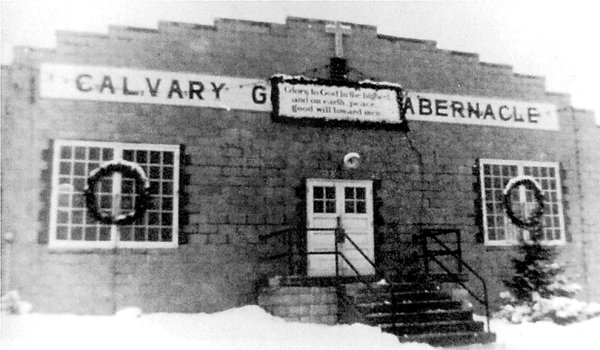 CALVARY G ABERNACLE
Glory to God in the highest
and on earth, peace,
good will toward men.